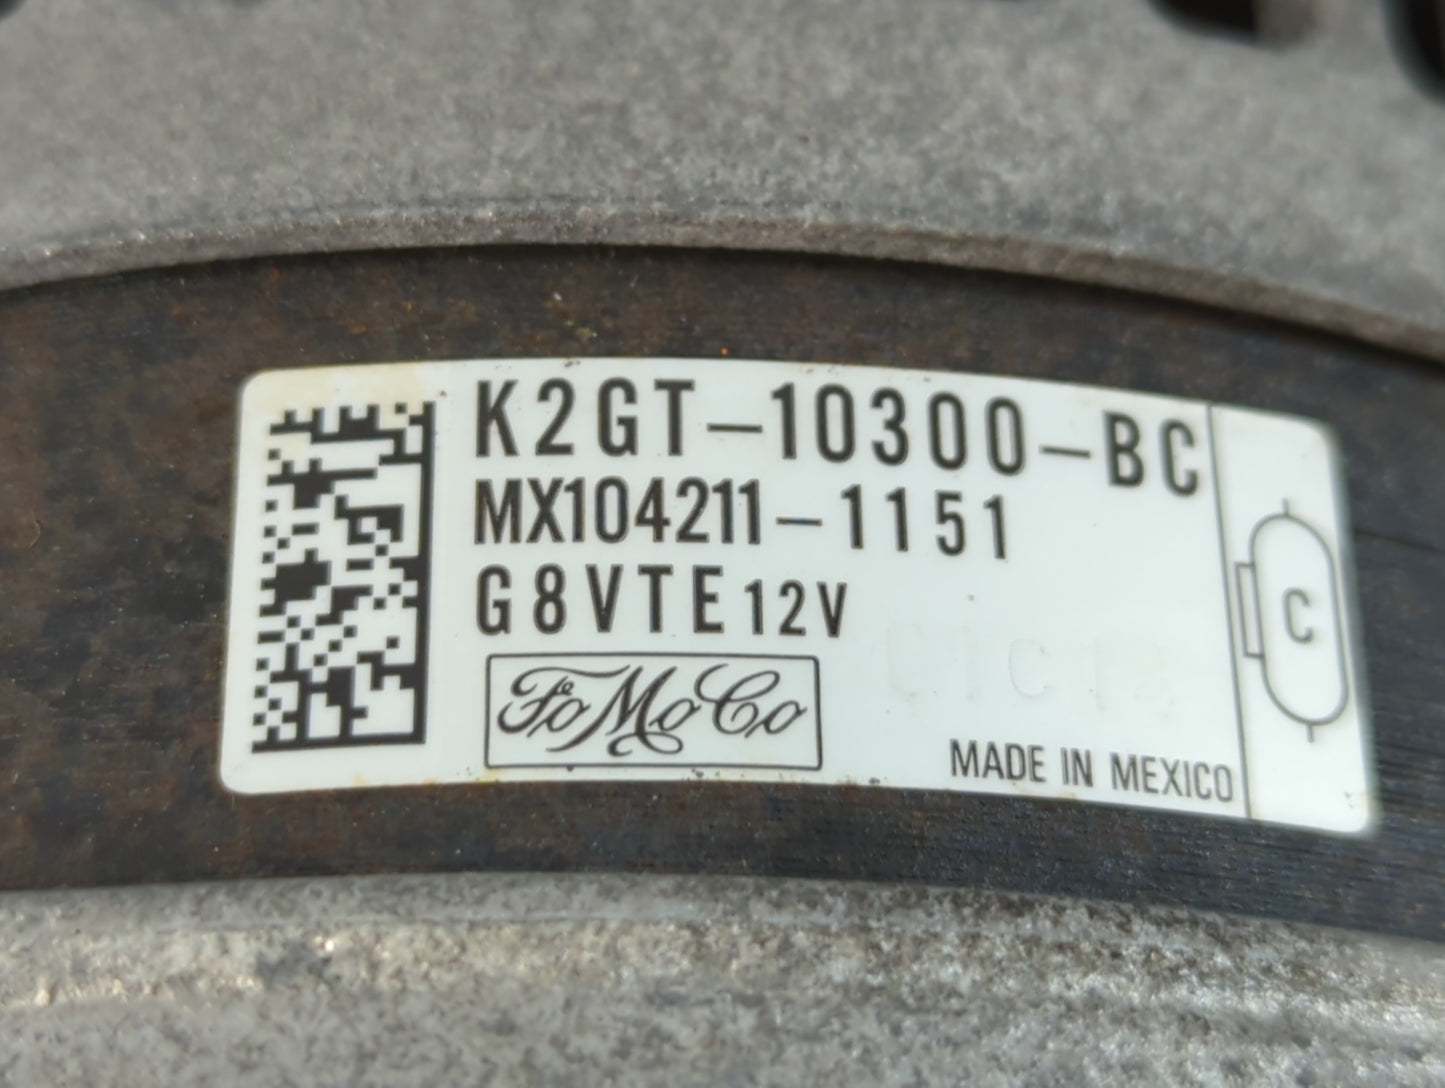 K2GT-10300-BC
MX104211-1151
G8VTE 12V
FoMoCo
MADE IN MEXICO
C